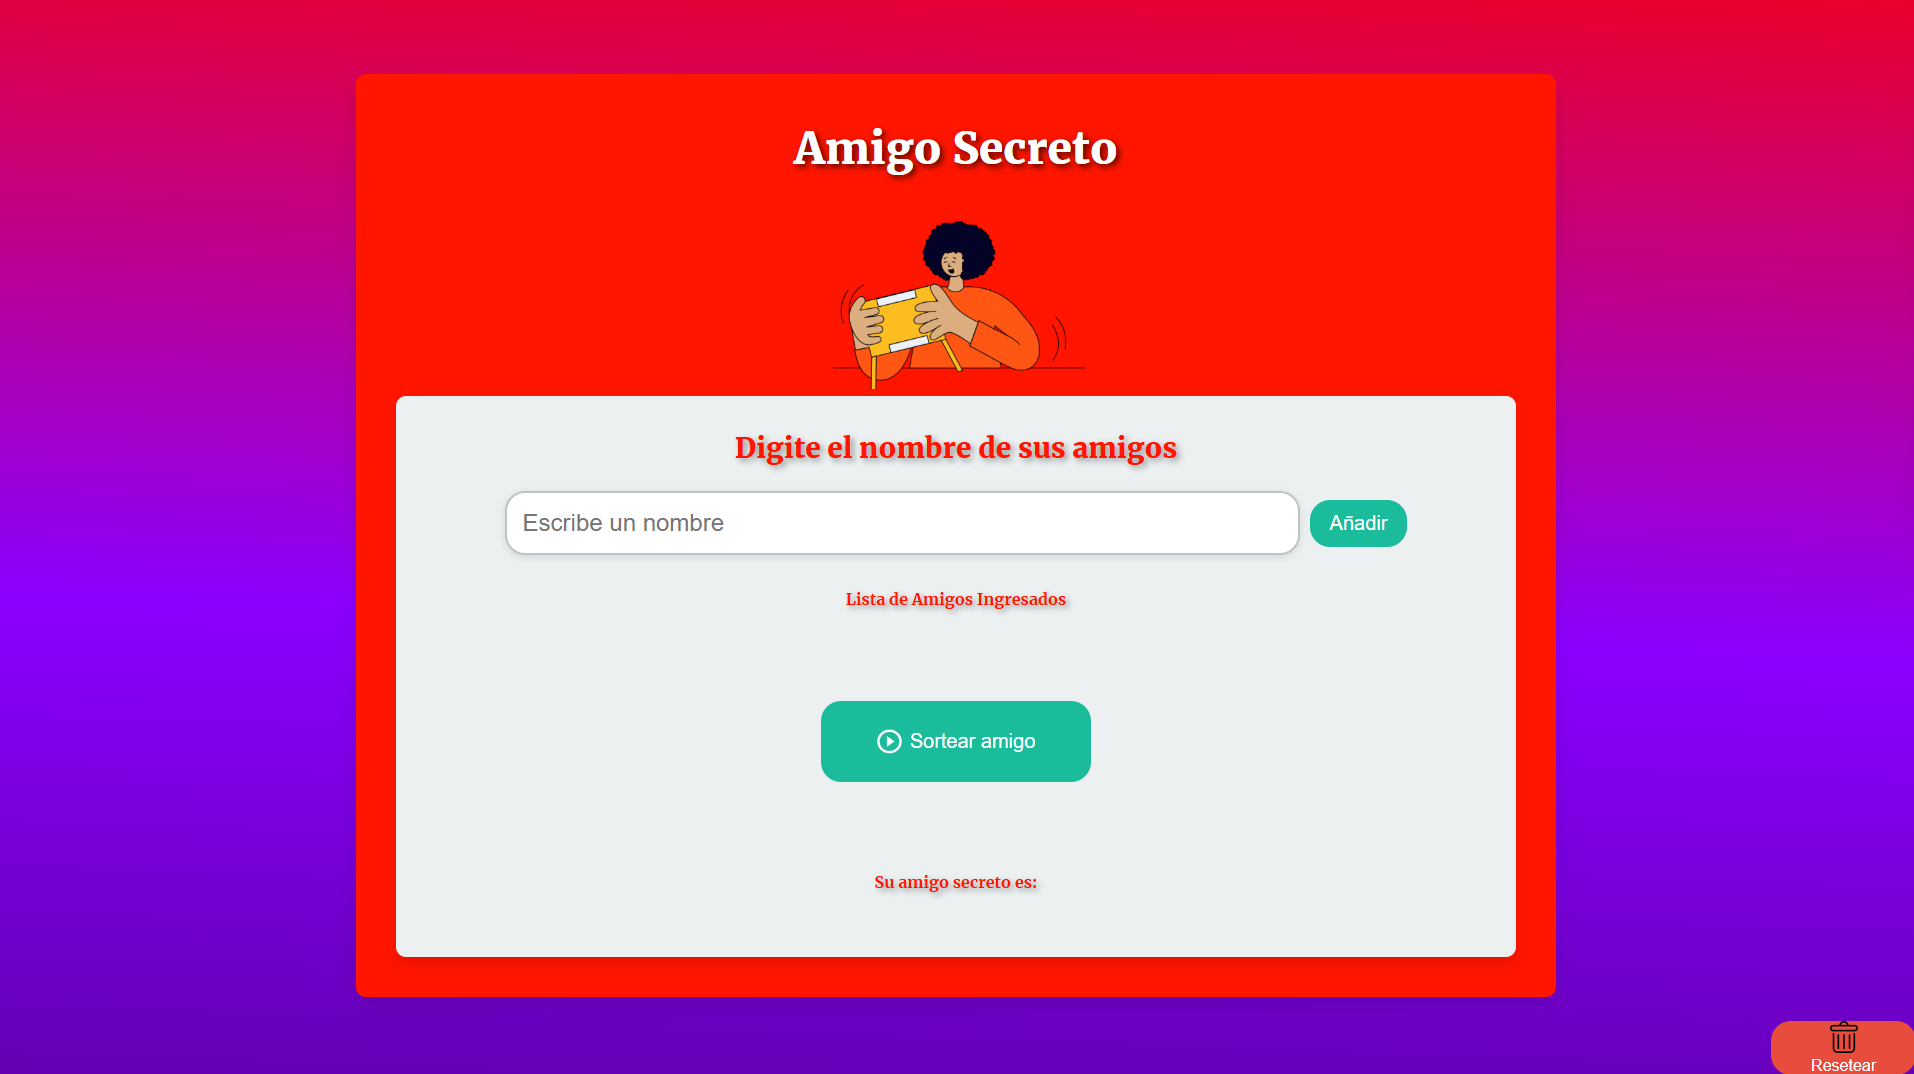 Amigo Secreto
Digite el nombre de sus amigos
Escribe un nombre
Añadir
Lista de Amigos Ingresados
Sortear amigo
Su amigo secreto es:
Resetear